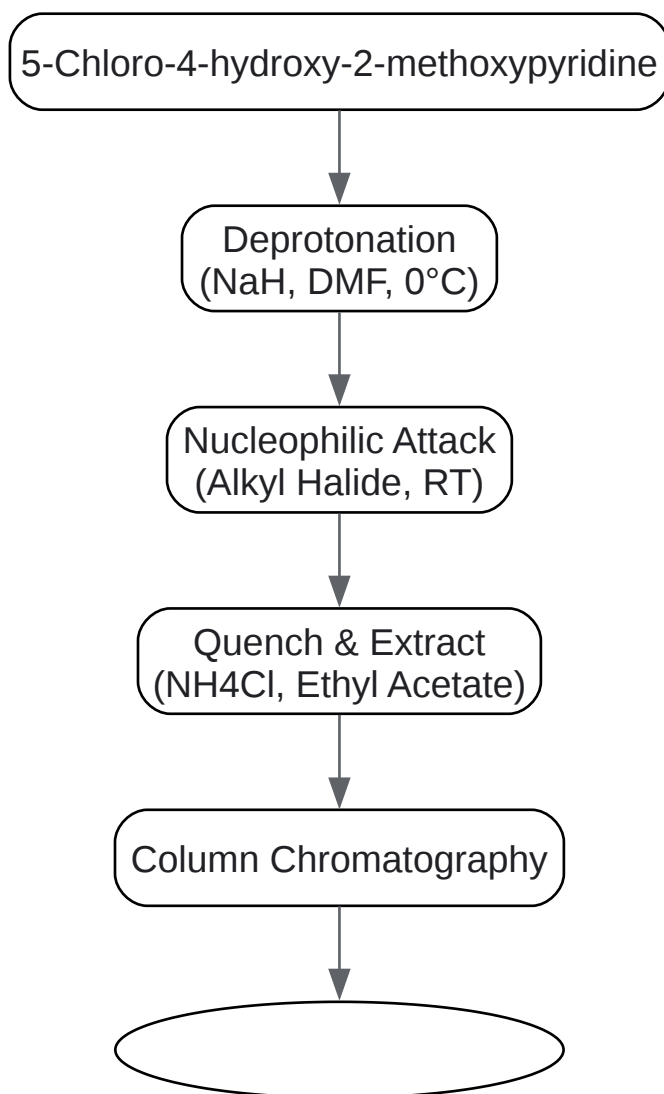 5-Chloro-4-hydroxy-2-methoxypyridine
Deprotonation
(NaH, DMF, 0°C)
Nucleophilic Attack
(Alkyl Halide, RT)
Quench & Extract
(NH4Cl, Ethyl Acetate)
Column Chromatography